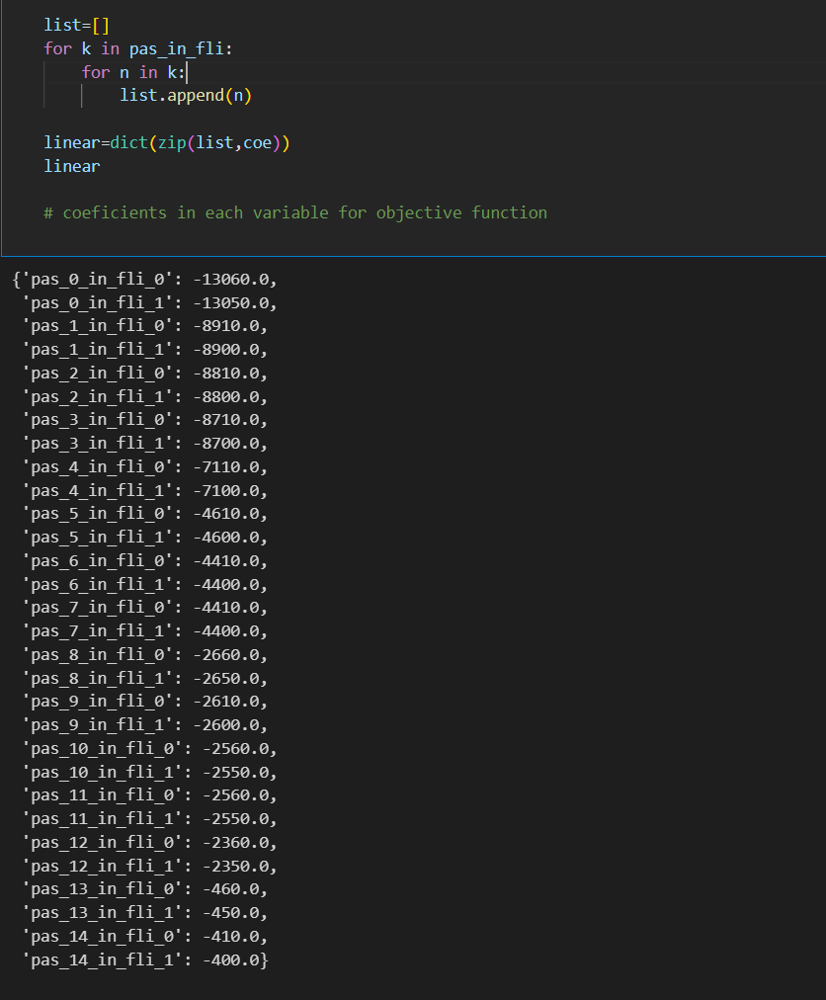 list=[]
for k in pas_in_fli:
    for n in k:
        list.append(n)

linear=dict(zip(list,coe))
linear

# coeficients in each variable for objective function

{'pas_0_in_fli_0': -13060.0,
 'pas_0_in_fli_1': -13050.0,
 'pas_1_in_fli_0': -8910.0,
 'pas_1_in_fli_1': -8900.0,
 'pas_2_in_fli_0': -8810.0,
 'pas_2_in_fli_1': -8800.0,
 'pas_3_in_fli_0': -8710.0,
 'pas_3_in_fli_1': -8700.0,
 'pas_4_in_fli_0': -7110.0,
 'pas_4_in_fli_1': -7100.0,
 'pas_5_in_fli_0': -4610.0,
 'pas_5_in_fli_1': -4600.0,
 'pas_6_in_fli_0': -4410.0,
 'pas_6_in_fli_1': -4400.0,
 'pas_7_in_fli_0': -4410.0,
 'pas_7_in_fli_1': -4400.0,
 'pas_8_in_fli_0': -2660.0,
 'pas_8_in_fli_1': -2650.0,
 'pas_9_in_fli_0': -2610.0,
 'pas_9_in_fli_1': -2600.0,
 'pas_10_in_fli_0': -2560.0,
 'pas_10_in_fli_1': -2550.0,
 'pas_11_in_fli_0': -2560.0,
 'pas_11_in_fli_1': -2550.0,
 'pas_12_in_fli_0': -2360.0,
 'pas_12_in_fli_1': -2350.0,
 'pas_13_in_fli_0': -460.0,
 'pas_13_in_fli_1': -450.0,
 'pas_14_in_fli_0': -410.0,
 'pas_14_in_fli_1': -400.0}